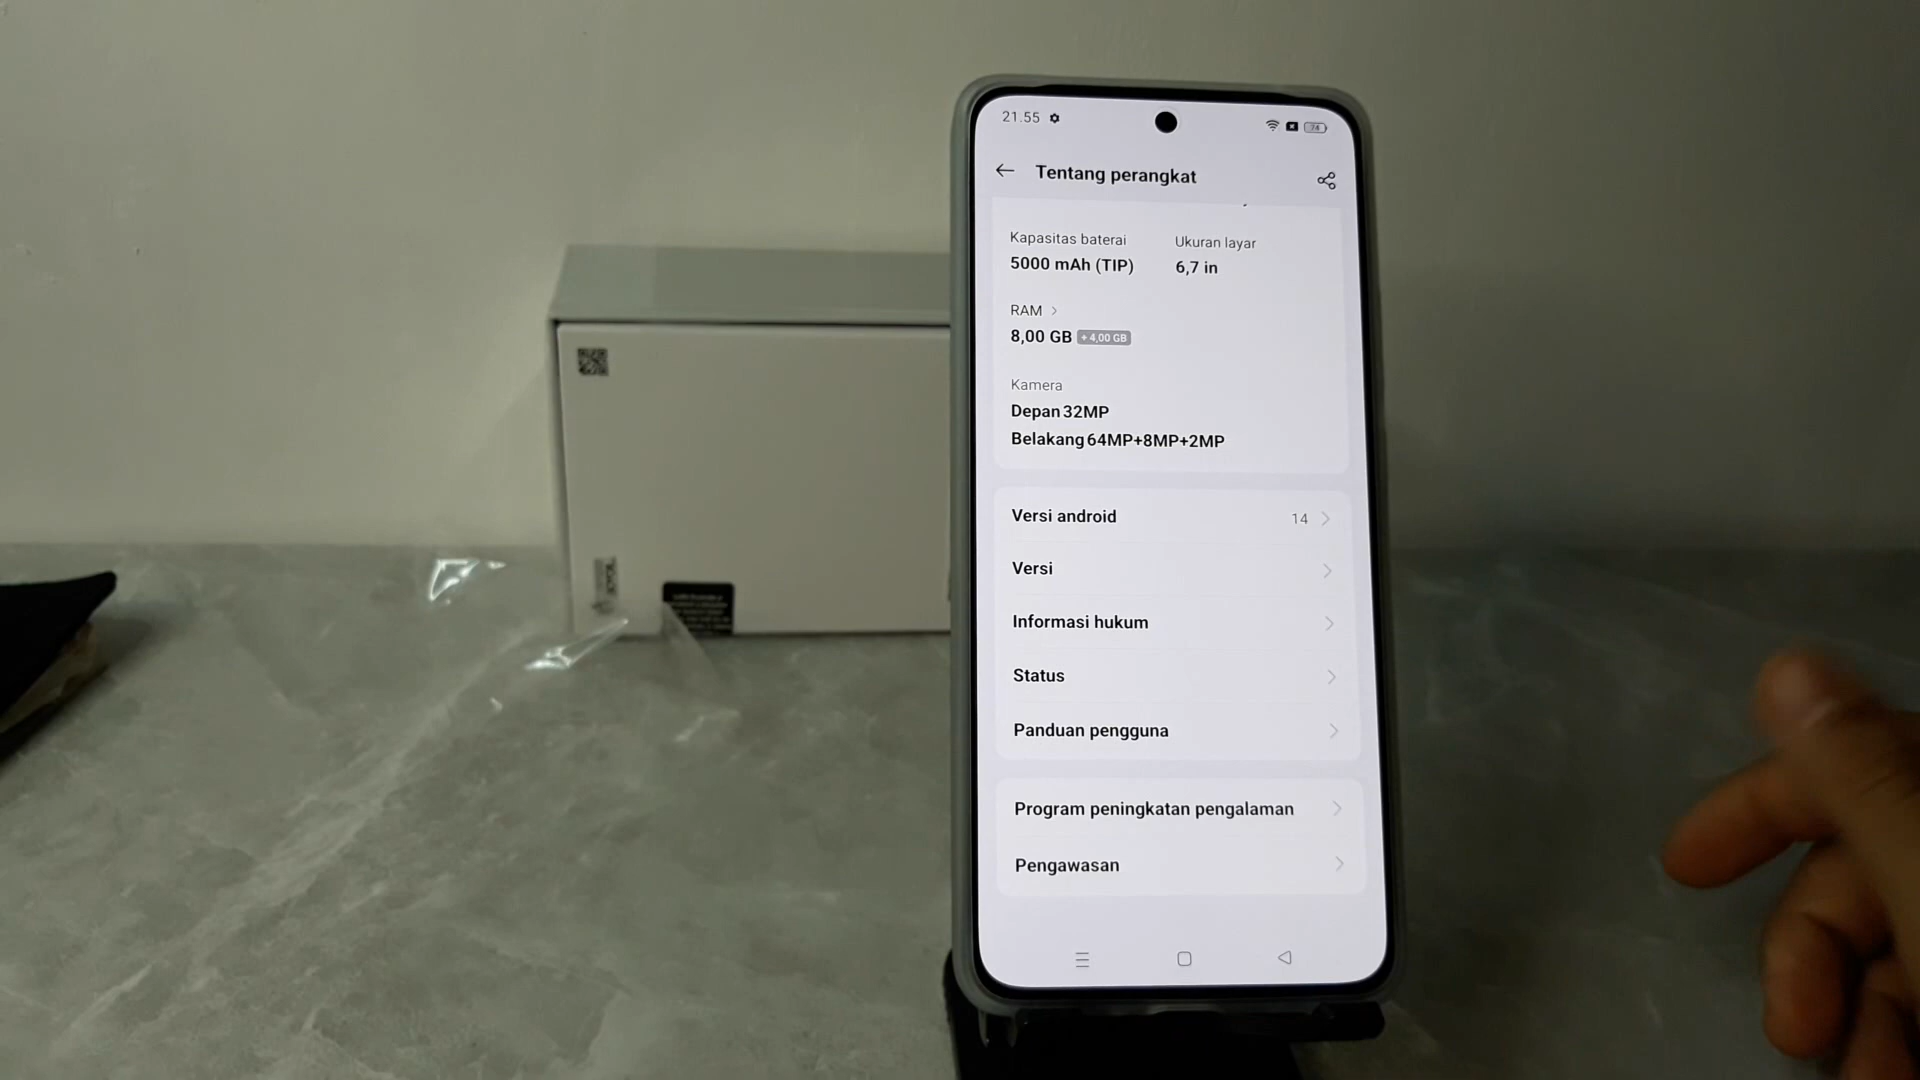 21.55
74
Tentang perangkat
Kapasitas baterai
5000 mAh (TIP)
Ukuran layar
6,7 in
RAM
8,00 GB + 4,00 GB
Kamera
Depan 32MP
Belakang 64MP+8MP+2MP
Versi android
14
Versi
Informasi hukum
Status
Panduan pengguna
Program peningkatan pengalaman
Pengawasan